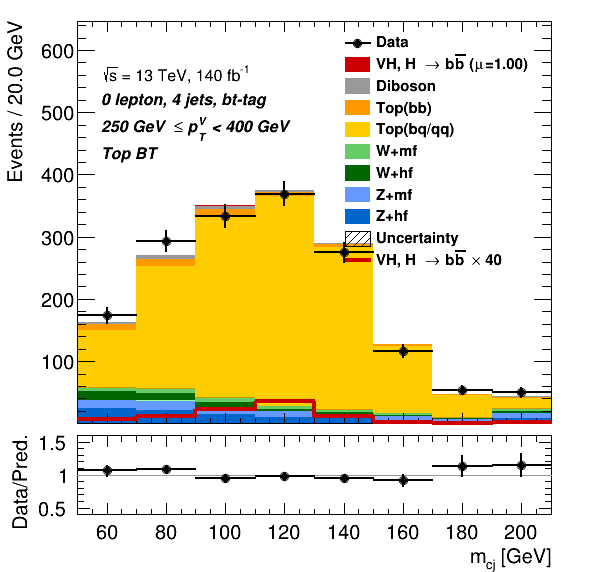 Events / 20.0 GeV
600
500
400
300
200
100
√s = 13 TeV, 140 fb⁻¹
0 lepton, 4 jets, bt-tag
250 GeV ≤ p_T^V < 400 GeV
Top BT
Data
VH, H → bb̅ (μ=1.00)
Diboson
Top(bb)
Top(bq/qq)
W+mf
W+hf
Z+mf
Z+hf
Uncertainty
VH, H → bb̅ × 40
Data/Pred.
1.5
1
0.5
60 80 100 120 140 160 180 200
m_cj [GeV]